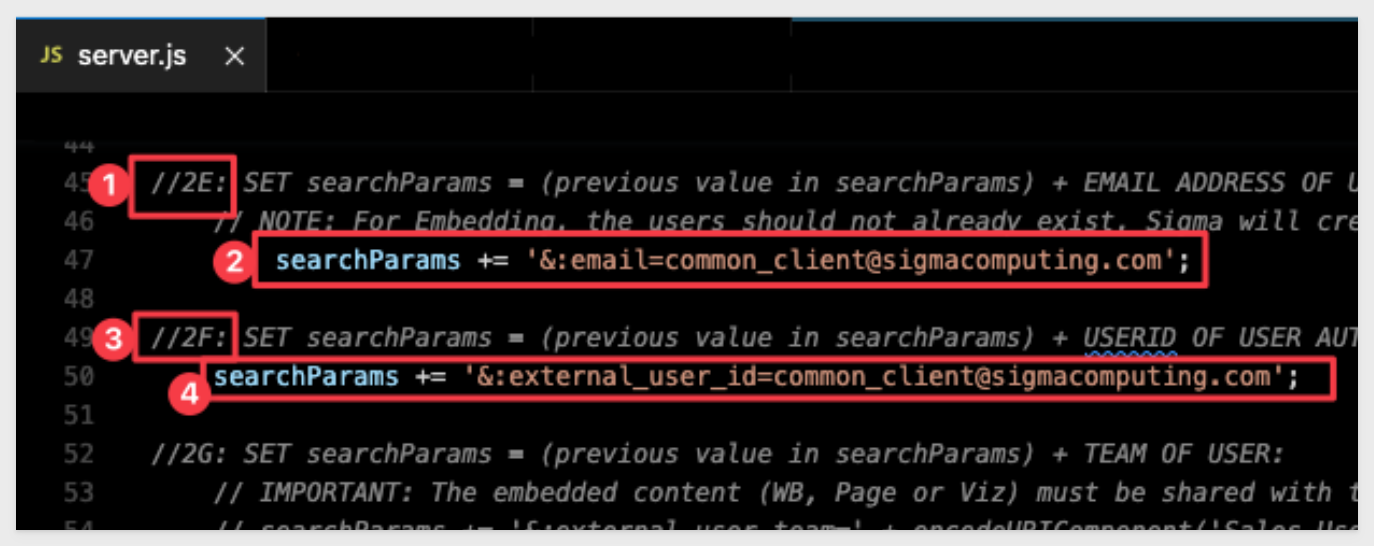 JS server.js ×
44
45 1 //2E: SET searchParams = (previous value in searchParams) + EMAIL ADDRESS OF
46 // NOTE: For Embedding, the users should not already exist. Sigma will
47 2 searchParams += '&:email=common_client@sigmacomputing.com';
48
49 3 //2F: SET searchParams = (previous value in searchParams) + USERID OF USER
50 4 searchParams += '&:external_user_id=common_client@sigmacomputing.com';
51
52 //2G: SET searchParams = (previous value in searchParams) + TEAM OF USER:
53 // IMPORTANT: The embedded content (WB, Page or Viz) must be shared with
54 // searchParams += '&:external_user_team=' + encodeURIComponent('Sales